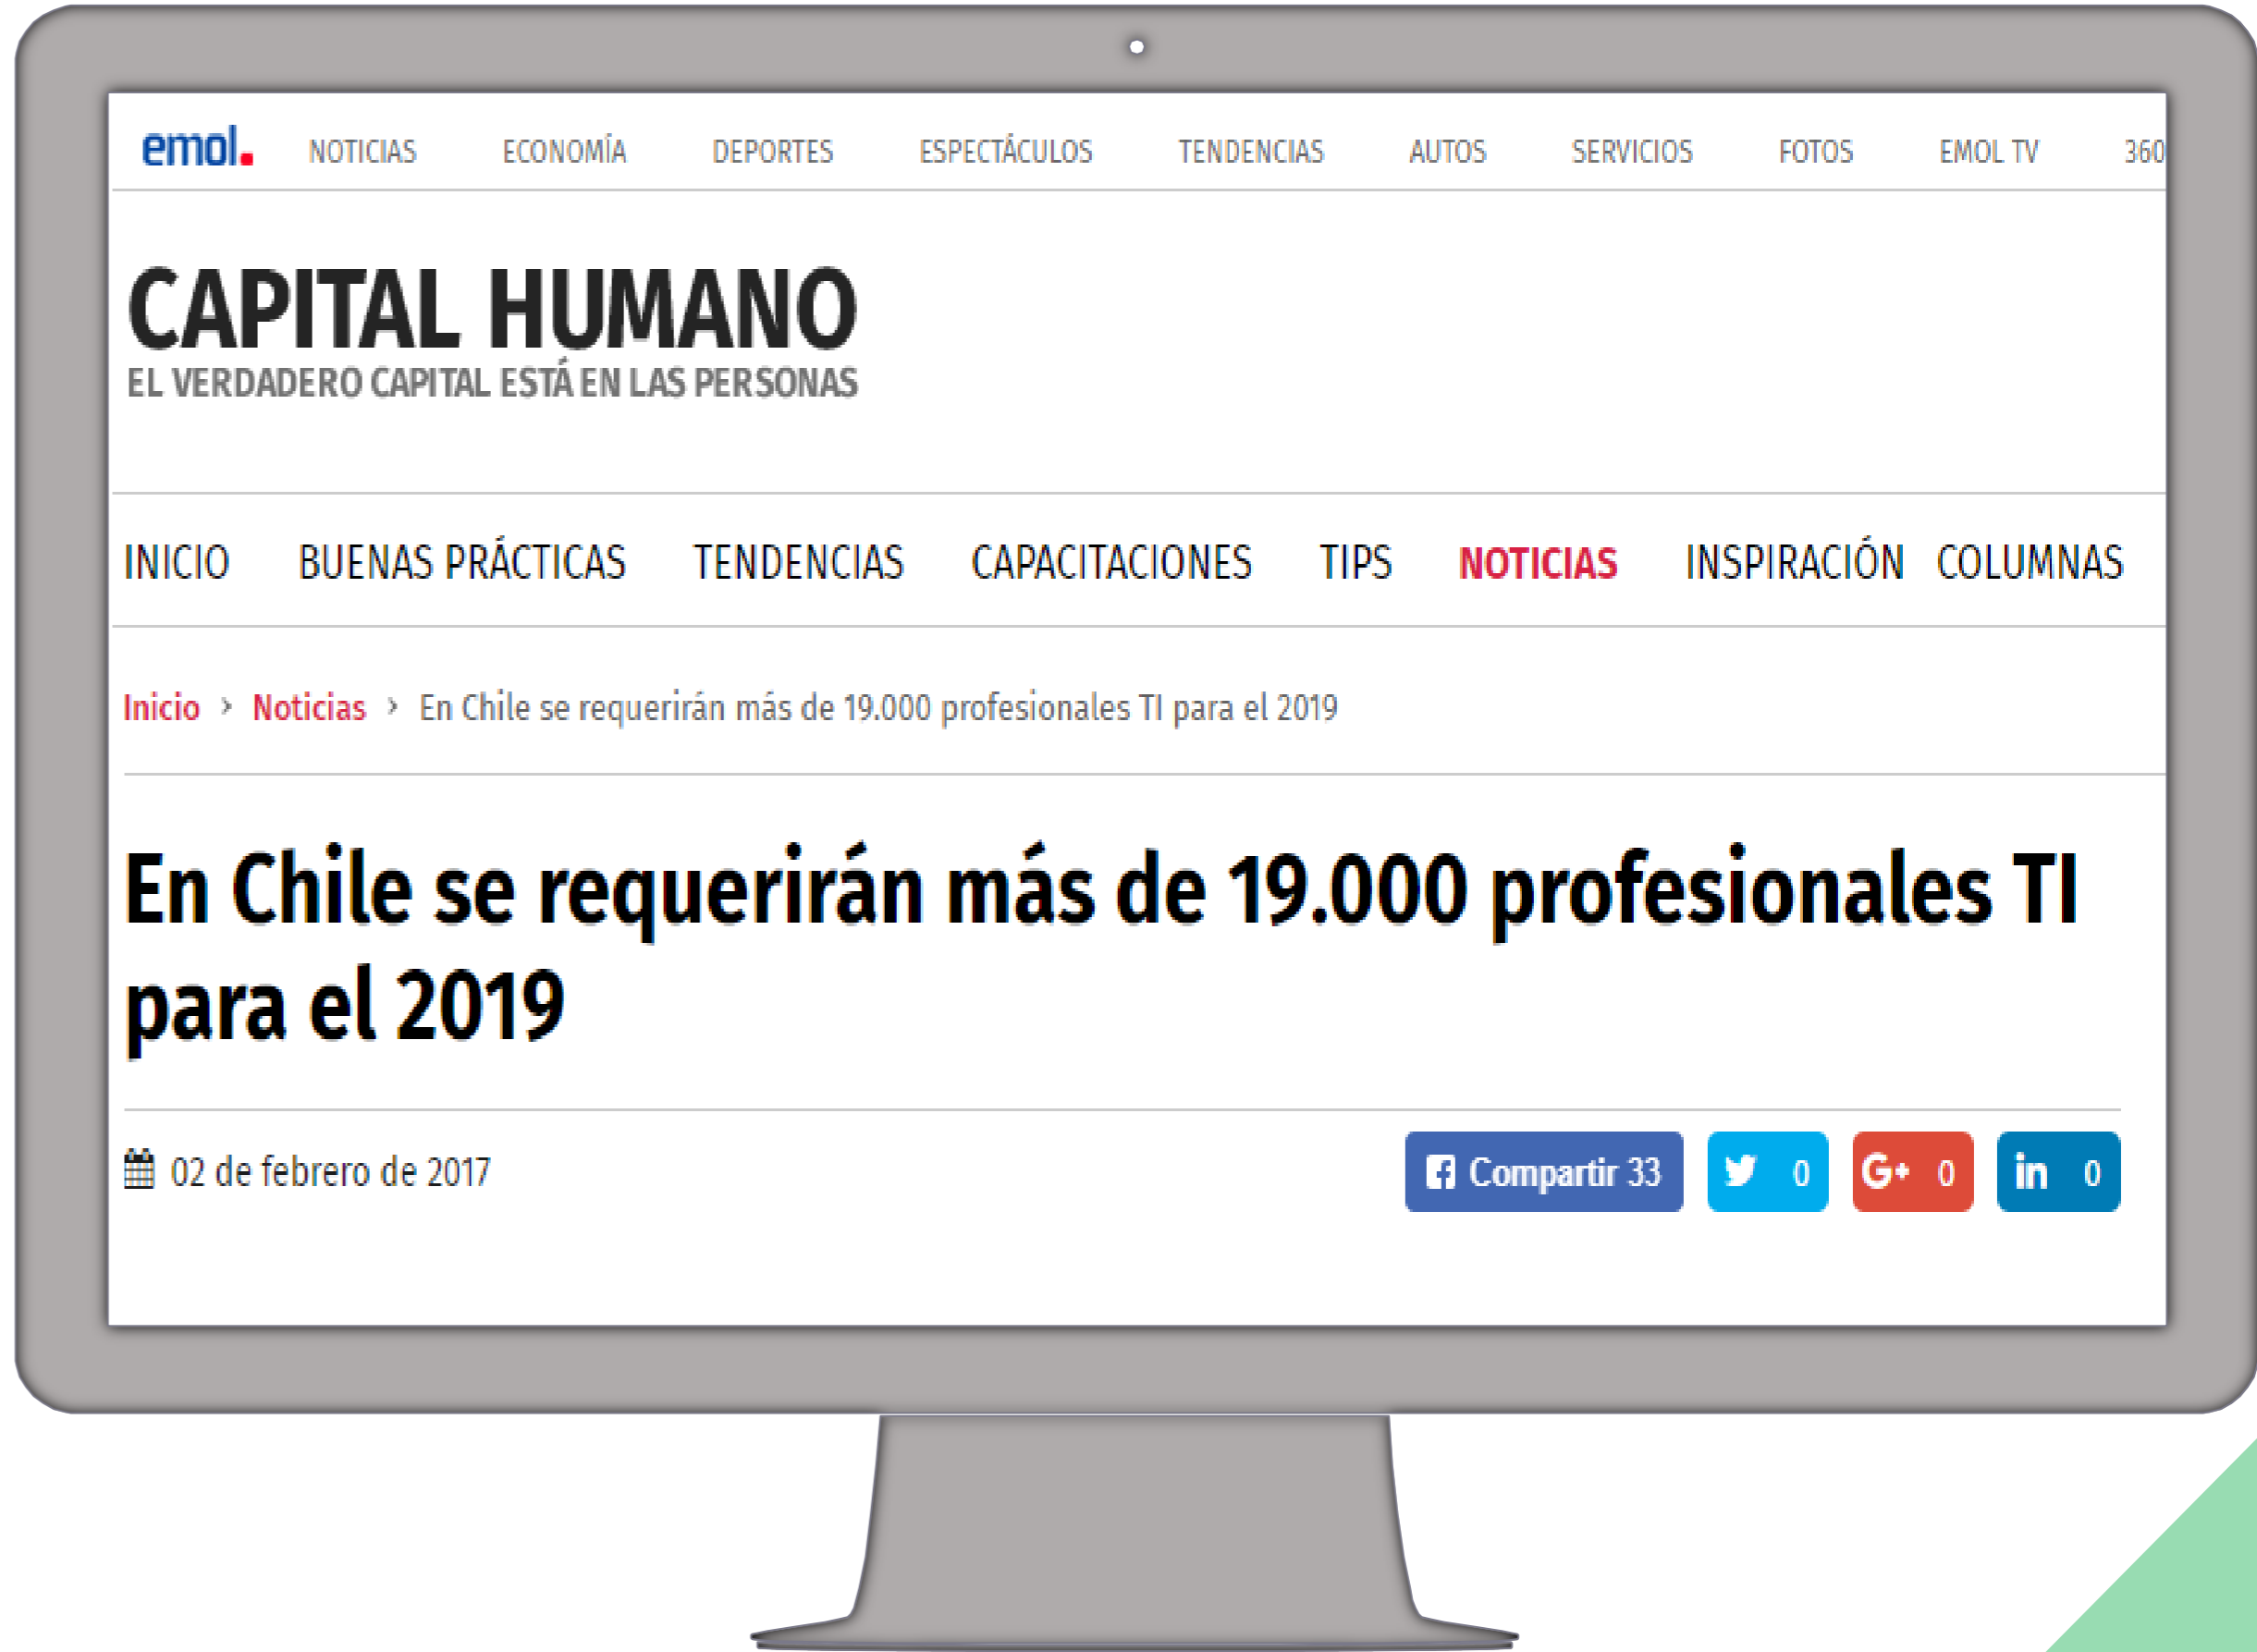 emol. NOTICIAS ECONOMÍA DEPORTES ESPECTÁCULOS TENDENCIAS AUTOS SERVICIOS FOTOS EMOL TV 360
CAPITAL HUMANO
EL VERDADERO CAPITAL ESTÁ EN LAS PERSONAS
INICIO BUENAS PRÁCTICAS TENDENCIAS CAPACITACIONES TIPS NOTICIAS INSPIRACIÓN COLUMNAS
Inicio > Noticias > En Chile se requerirán más de 19.000 profesionales TI para el 2019
En Chile se requerirán más de 19.000 profesionales TI
para el 2019
02 de febrero de 2017 Compartir 33 0 G+ 0 in 0